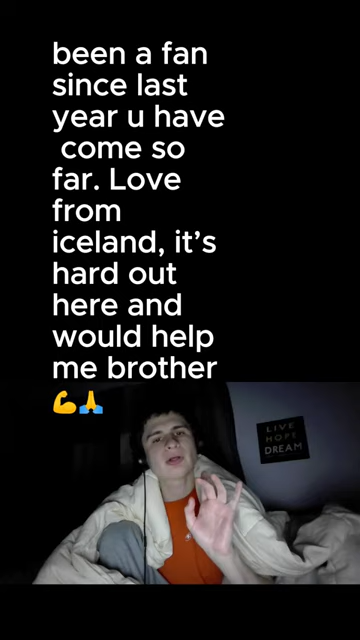 been a fan
since last
year u have
come so
far. Love
from
iceland, it’s
hard out
here and
would help
me brother
💪🙏
LIVE
HOPE
DREAM